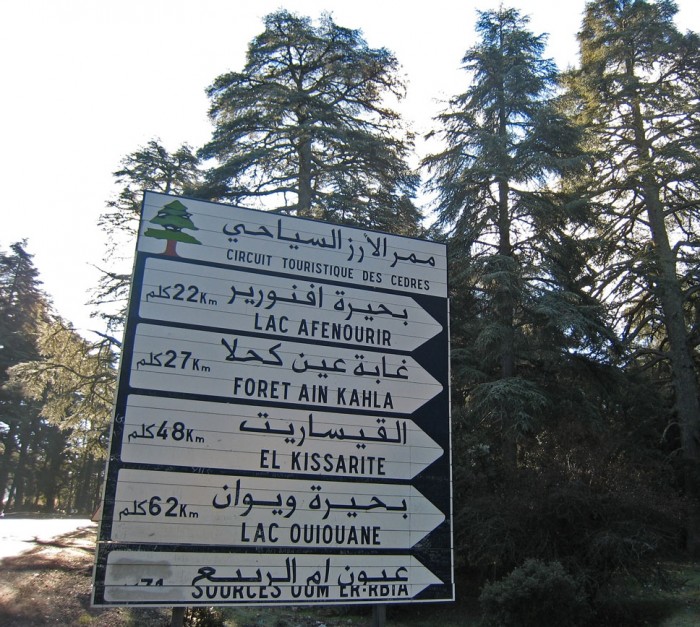 ممر الأرز السياحي
CIRCUIT TOURISTIQUE DES CEDRES
بحيرة افنورير
كلم 22Km
LAC AFENOURIR
غابة عين كحلا
كلم 27Km
FORET AIN KAHLA
القيساريت
كلم 48Km
EL KISSARITE
بحيرة ويوان
كلم 62Km
LAC OUIOUANE
عيون ام الربيع
SOURCES OUM ER-RBIA